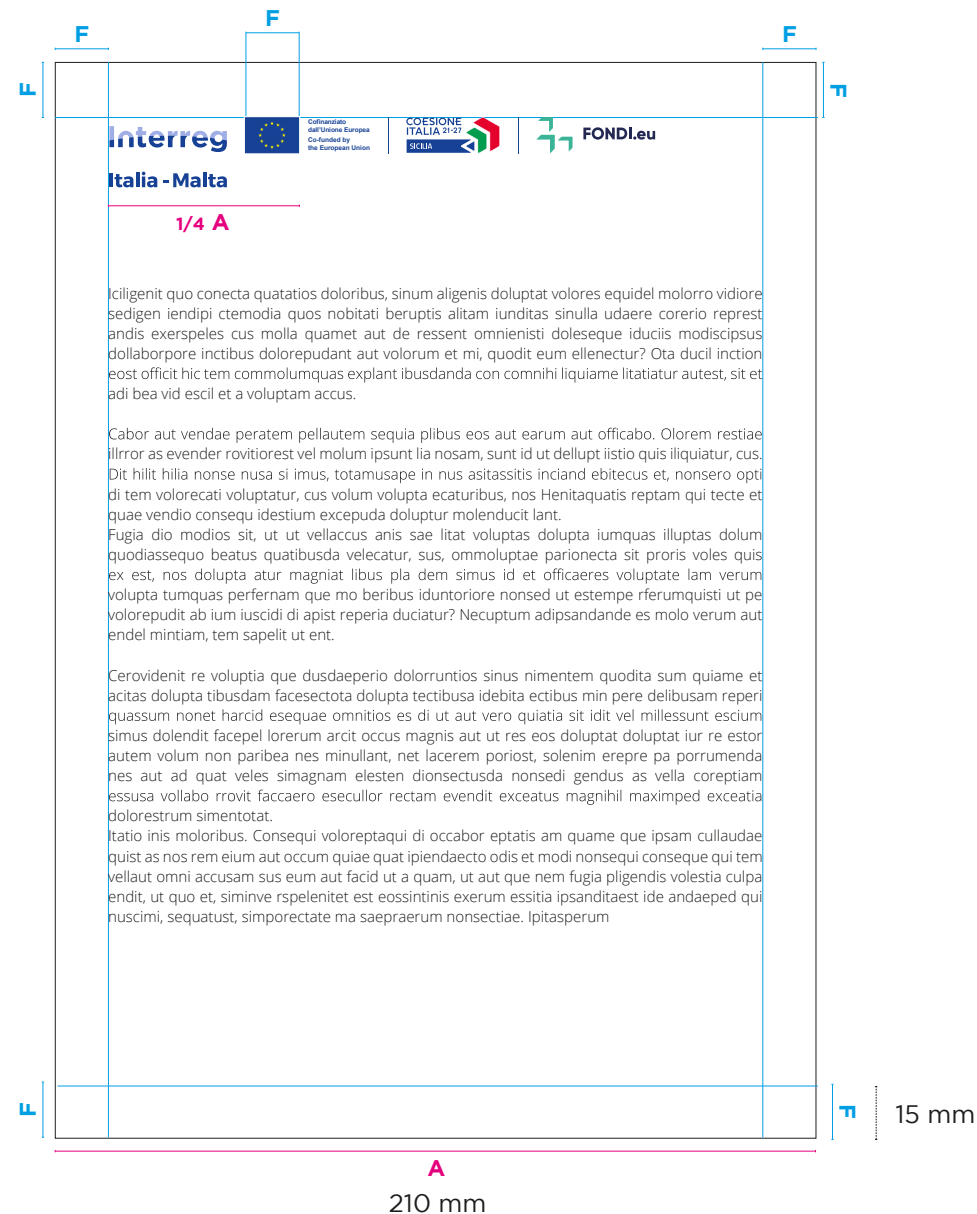 F
F
F
F
F
Interreg
Cofinanziato
dall'Unione Europea
Co-funded by
the European Union
COESIONE
ITALIA 21-27
SICILIA
FONDI.eu
Italia - Malta
1/4 A
Iciligenit quo conecta quatatios doloribus, sinum aligenis doluptat volores equidel molorro vidiore
sedigen iendipi ctemodia quos nobitati beruptis alitam iunditas sinulla udaere corerio represt
andis exerspeles cus molla quamet aut de ressent omnienisti doleseque iduciis modiscipsus
dollaborpore inctibus dolorepudant aut volorum et mi, quodit eum ellenectur? Ota ducil inction
eost officit hic tem commolumquas explant ibusdanda con comnihi liquiame litatiatur autest, sit et
adi bea vid escil et a voluptam accus.
Cabor aut vendae peratem pellautem sequia plibus eos aut earum aut officabo. Olorem restiae
illrror as evender rovitiorest vel molum ipsunt lia nosam, sunt id ut dellupt iistio quis iliquiatur, cus.
Dit hilit hilia nonse nusa si imus, totamusape in nus asitassitis inciand ebitecus et, nonsero opti
di tem volorecati voluptatur, cus volum volupta ecaturibus, nos Henitaquatis reptam qui tecte et
quae vendio consequ idestium excepuda doluptur molenducit lant.
Fugia dio modios sit, ut ut vellaccus anis sae litat voluptas dolupta iumquas illuptas dolum
quodiassequo beatus quatibusda velecatur, sus, ommoluptae parionecta sit proris voles quis
ex est, nos dolupta atur magniat libus pla dem simus id et officaeres voluptate lam verum
volupta tumquas perfernam que mo beribus iduntoriore nonsed ut estempe rferumquisti ut pe
volorepudit ab ium iuscidi di apist reperia duciatur? Necuptum adipsandande es molo verum aut
endel mintiam, tem sapelit ut ent.
Cerovidenit re voluptia que dusdaeperio dolorruntios sinus nimentem quodita sum quiame et
acitas dolupta tibusdam facesectota dolupta tectibusa idebita ectibus min pere delibusam reperi
quassum nonet harcid esequae omnitios es di ut aut vero quiatia sit idit vel millessunt escium
simus dolendit facepel lorerum arcit occus magnis aut ut res eos doluptat doluptat iur re estor
autem volum non paribea nes minullant, net lacerem poriost, solenim erepre pa porrumenda
nes aut ad quat veles simagnam elesten dionsectusda nonsedi gendus as vella coreptiam
essusa vollabo rrovit faccaero esecullor rectam evendit exceatus magnihil maximped exceatia
dolorestrum simentotat.
Itatio inis moloribus. Consequi voloreptaqui di occabor eptatis am quame que ipsam cullaudae
quist as nos rem eium aut occum quiae quat ipiendaecto odis et modi nonsequi conseque qui tem
vellaut omni accusam sus eum aut facid ut a quam, ut aut que nem fugia pligendis volestia culpa
endit, ut quo et, siminve rspelenitet est eossintinis exerum essitia ipsanditaest ide andaeped qui
nuscimi, sequatust, simporectate ma saepraerum nonsectiae. Ipitasperum
F
F
15 mm
A
210 mm